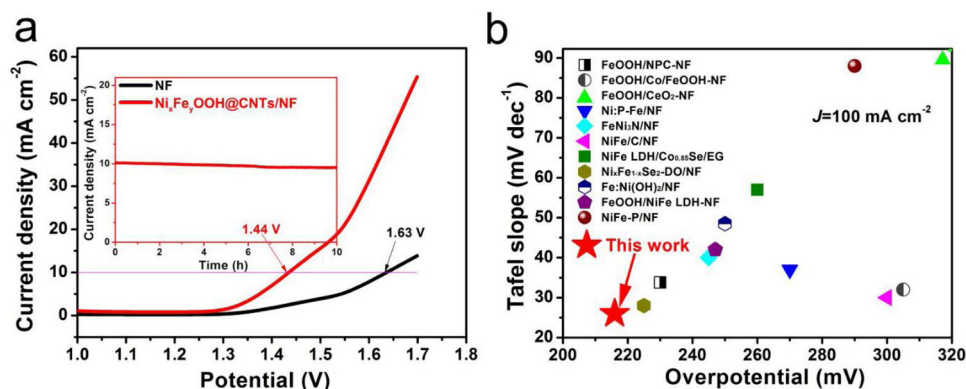 a
Current density (mA cm⁻²)
60
50
40
30
20
10
0
NF
NiₓFeᵧOOH@CNTs/NF
Current density (mA cm⁻²)
20
15
10
5
0
0 2 4 6 8 10
Time (h)
1.44 V
1.63 V
1.0 1.1 1.2 1.3 1.4 1.5 1.6 1.7 1.8
Potential (V)
b
Tafel slope (mV dec⁻¹)
90
80
70
60
50
40
30
20
FeOOH/NPC-NF
FeOOH/Co/FeOOH-NF
FeOOH/CeO₂-NF
Ni:P-Fe/NF
FeNi₃N/NF
NiFe/C/NF
NiFe LDH/Co₀.₈₅Se/EG
NiₓFe₁₋ₓSe₂-DO/NF
Fe:Ni(OH)₂/NF
FeOOH/NiFe LDH-NF
NiFe-P/NF
J=100 mA cm⁻²
This work
200 220 240 260 280 300 320
Overpotential (mV)